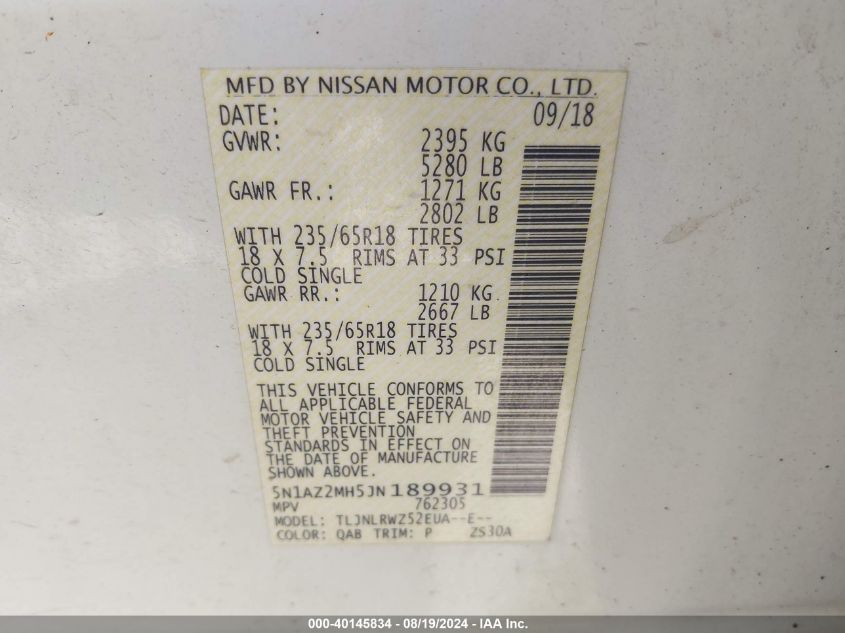 MFD BY NISSAN MOTOR CO., LTD.
DATE: 09/18
GVWR: 2395 KG
5280 LB
GAWR FR.: 1271 KG
2802 LB
WITH 235/65R18 TIRES
18 X 7.5 RIMS AT 33 PSI
COLD SINGLE
GAWR RR.: 1210 KG
2667 LB
WITH 235/65R18 TIRES
18 X 7.5 RIMS AT 33 PSI
COLD SINGLE
THIS VEHICLE CONFORMS TO
ALL APPLICABLE FEDERAL
MOTOR VEHICLE SAFETY AND
THEFT PREVENTION
STANDARDS IN EFFECT ON
THE DATE OF MANUFACTURE
SHOWN ABOVE.
5N1AZ2MH5JN189931
MPV 762305
MODEL: TLJNLRWZ52EUA--E--
COLOR: QAB TRIM: P ZS30A
000-40145834 - 08/19/2024 - IAA Inc.